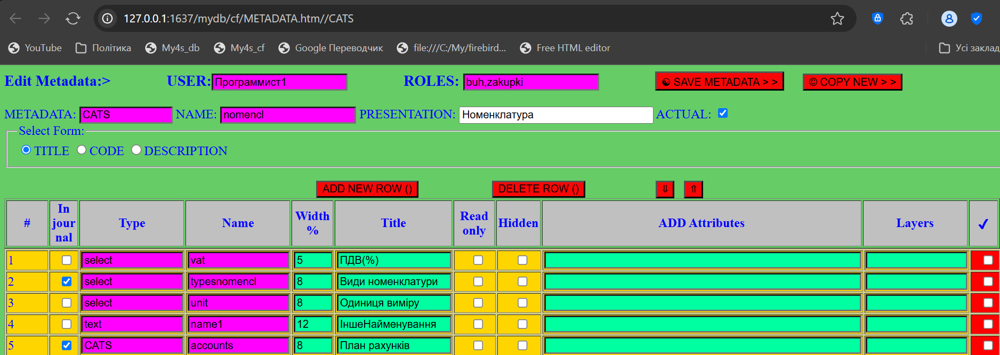 127.0.0.1:1637/mydb/cf/METADATA.htm//CATS
YouTube Політика My4s_db My4s_cf Google Переводчик file:///C:/My/firebird... Free HTML editor Усі заклад
Edit Metadata:> USER: Программист1 ROLES: buh,zakupki ☯ SAVE METADATA > > © COPY NEW > >
METADATA: CATS NAME: nomencl PRESENTATION: Номенклатура ACTUAL:
Select Form:
TITLE CODE DESCRIPTION
ADD NEW ROW () DELETE ROW () ⇓ ⇑
# In jour nal Type Name Width % Title Read only Hidden ADD Attributes Layers ✓
1 select vat 5 ПДВ(%)
2 select typesnomencl 8 Види номенклатури
3 select unit 8 Одиниця виміру
4 text name1 12 ІншеНайменування
5 CATS accounts 8 План рахунків